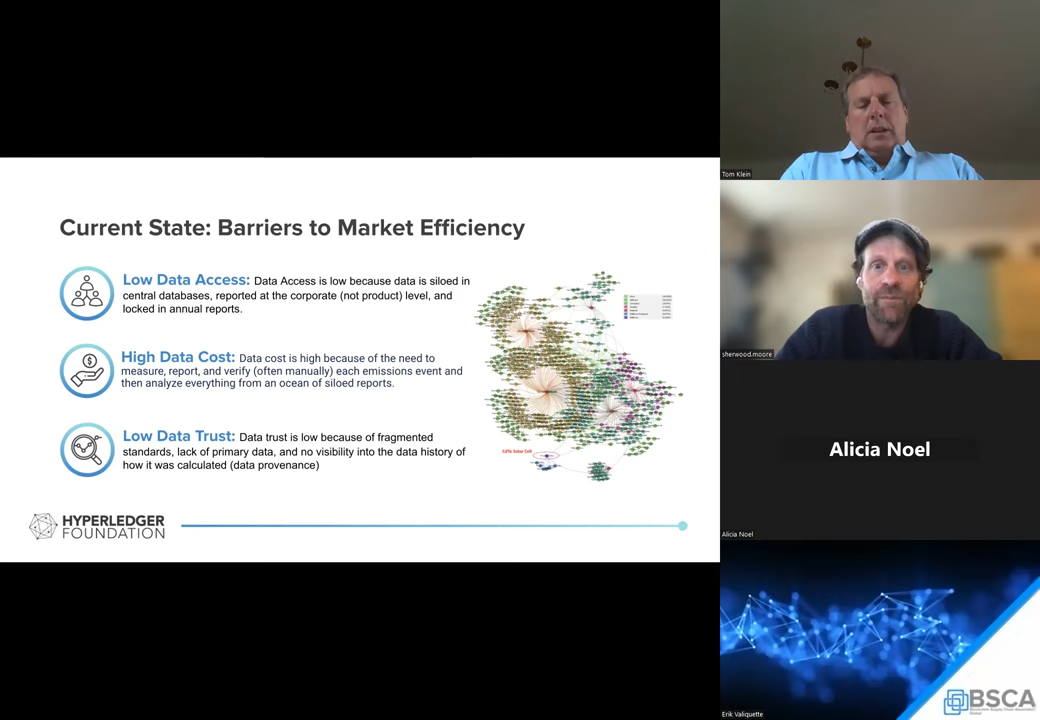 Current State: Barriers to Market Efficiency
Low Data Access: Data Access is low because data is siloed in
central databases, reported at the corporate (not product) level, and
locked in annual reports.
High Data Cost: Data cost is high because of the need to
measure, report, and verify (often manually) each emissions event and
then analyze everything from an ocean of siloed reports.
Low Data Trust: Data trust is low because of fragmented
standards, lack of primary data, and no visibility into the data history of
how it was calculated (data provenance)
CdTe Solar Cell
HYPERLEDGER
FOUNDATION
Tom Klein
sherwood.moore
Alicia Noel
Alicia Noel
BSCA
Erik Valiquette